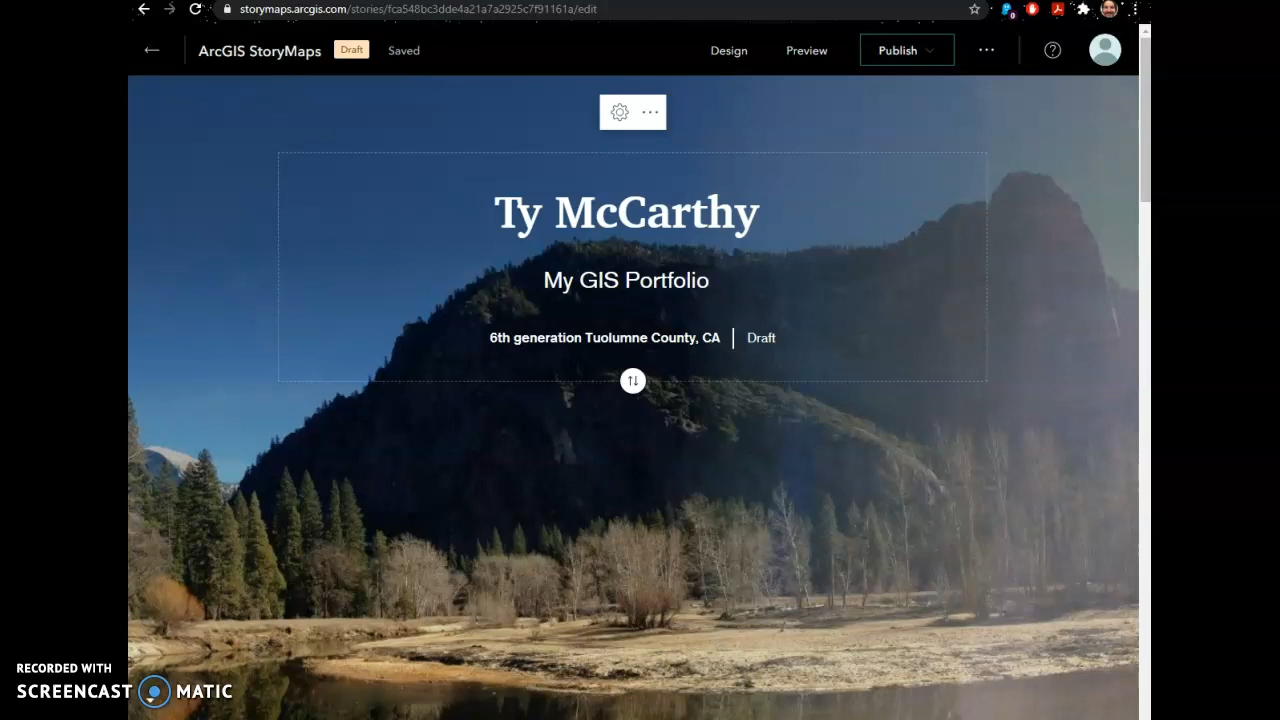 storymaps.arcgis.com/stories/fca548bc3dde4a21a7a2925c7f91161a/edit
0
ArcGIS StoryMaps Draft Saved Design Preview Publish
Ty McCarthy
My GIS Portfolio
6th generation Tuolumne County, CA Draft
RECORDED WITH
SCREENCAST MATIC